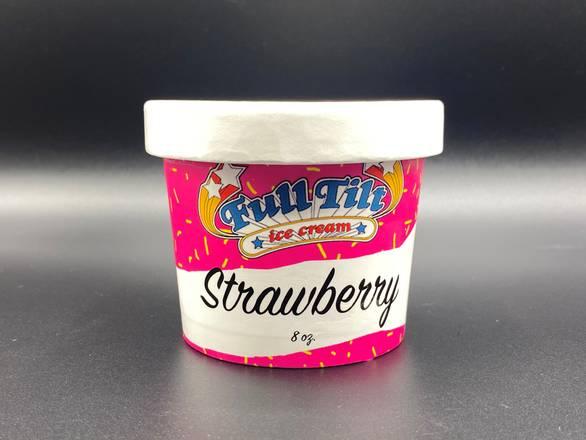 Full Tilt
ice cream
Strawberry
8 oz.